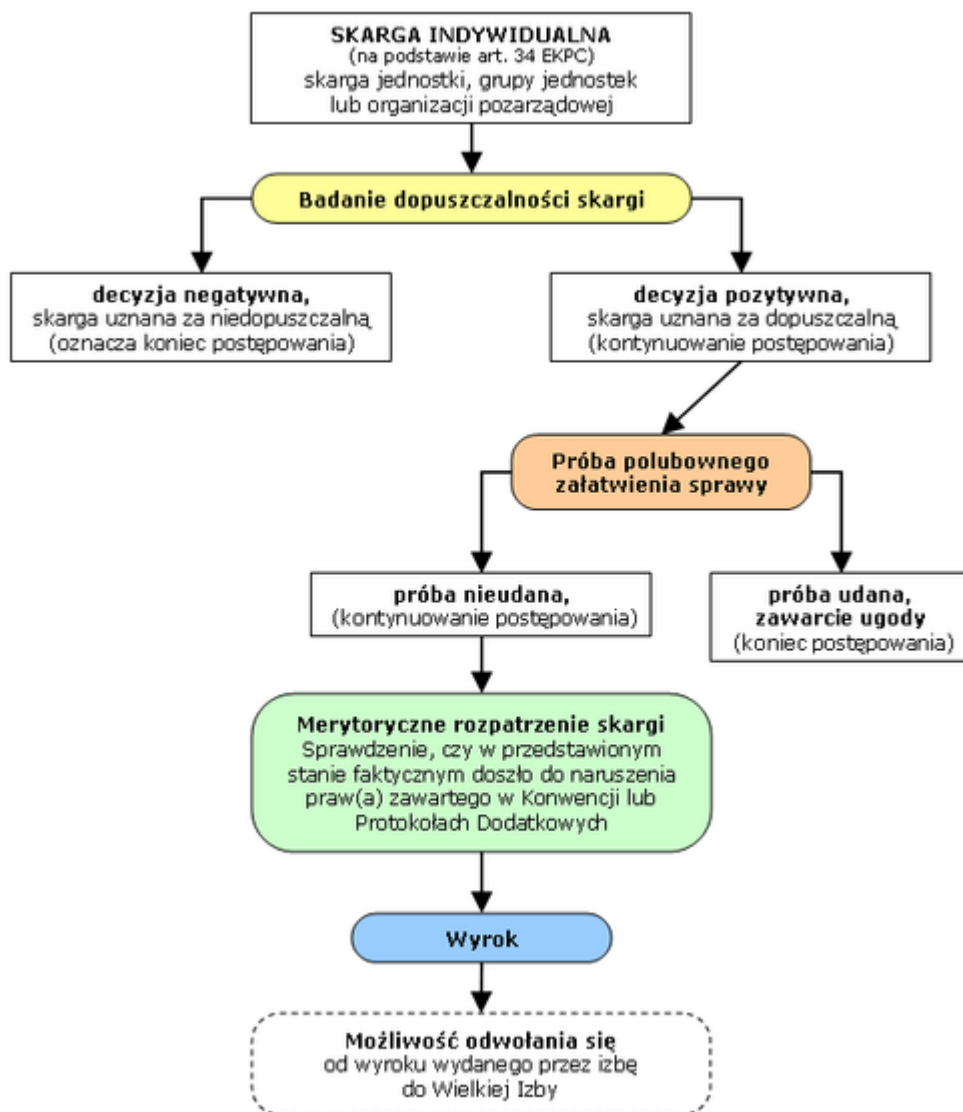 SKARGA INDYWIDUALNA
(na podstawie art. 34 EKPC)
skarga jednostki, grupy jednostek
lub organizacji pozarządowej
Badanie dopuszczalności skargi
decyzja negatywna,
skarga uznana za niedopuszczalną
(oznacza koniec postępowania)
decyzja pozytywna,
skarga uznana za dopuszczalną
(kontynuowanie postępowania)
Próba polubownego
załatwienia sprawy
próba nieudana,
(kontynuowanie postępowania)
próba udana,
zawarcie ugody
(koniec postępowania)
Merytoryczne rozpatrzenie skargi
Sprawdzenie, czy w przedstawionym
stanie faktycznym doszło do naruszenia
praw(a) zawartego w Konwencji lub
Protokołach Dodatkowych
Wyrok
Możliwość odwołania się
od wyroku wydanego przez izbę
do Wielkiej Izby